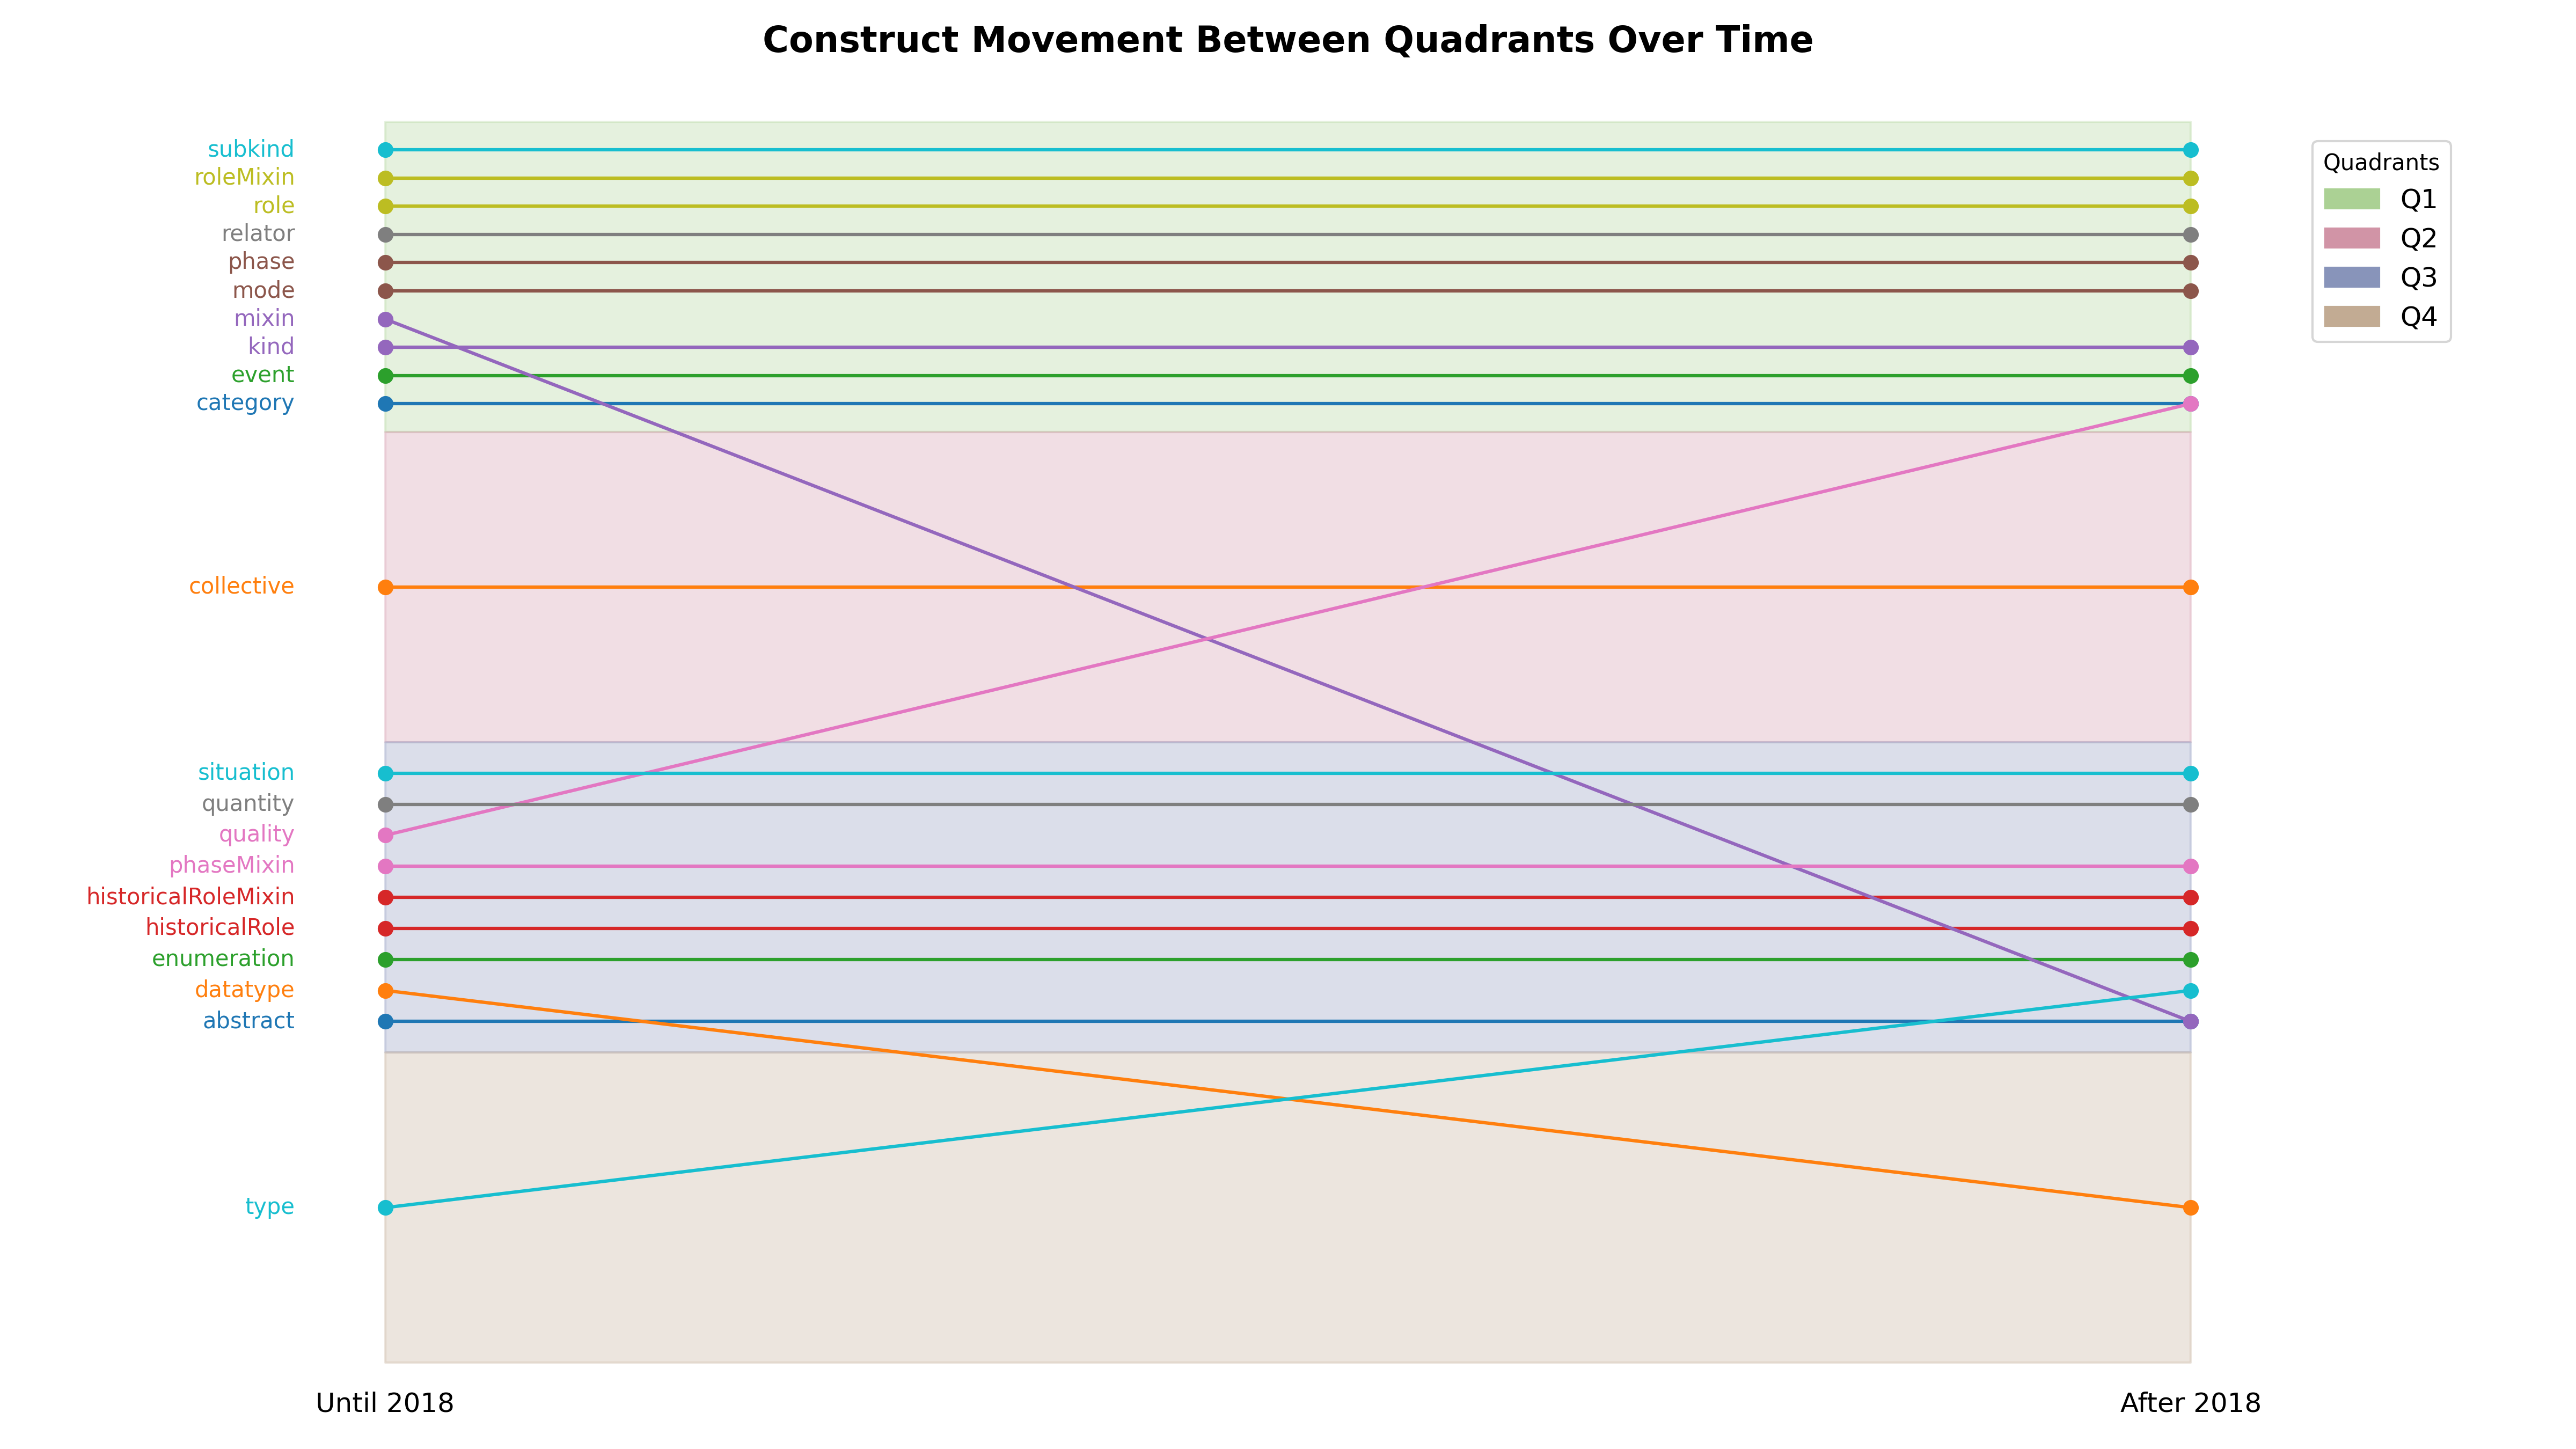 Construct Movement Between Quadrants Over Time
subkind
roleMixin
role
relator
phase
mode
mixin
kind
event
category
collective
situation
quantity
quality
phaseMixin
historicalRoleMixin
historicalRole
enumeration
datatype
abstract
type
Until 2018
After 2018
Quadrants
Q1
Q2
Q3
Q4